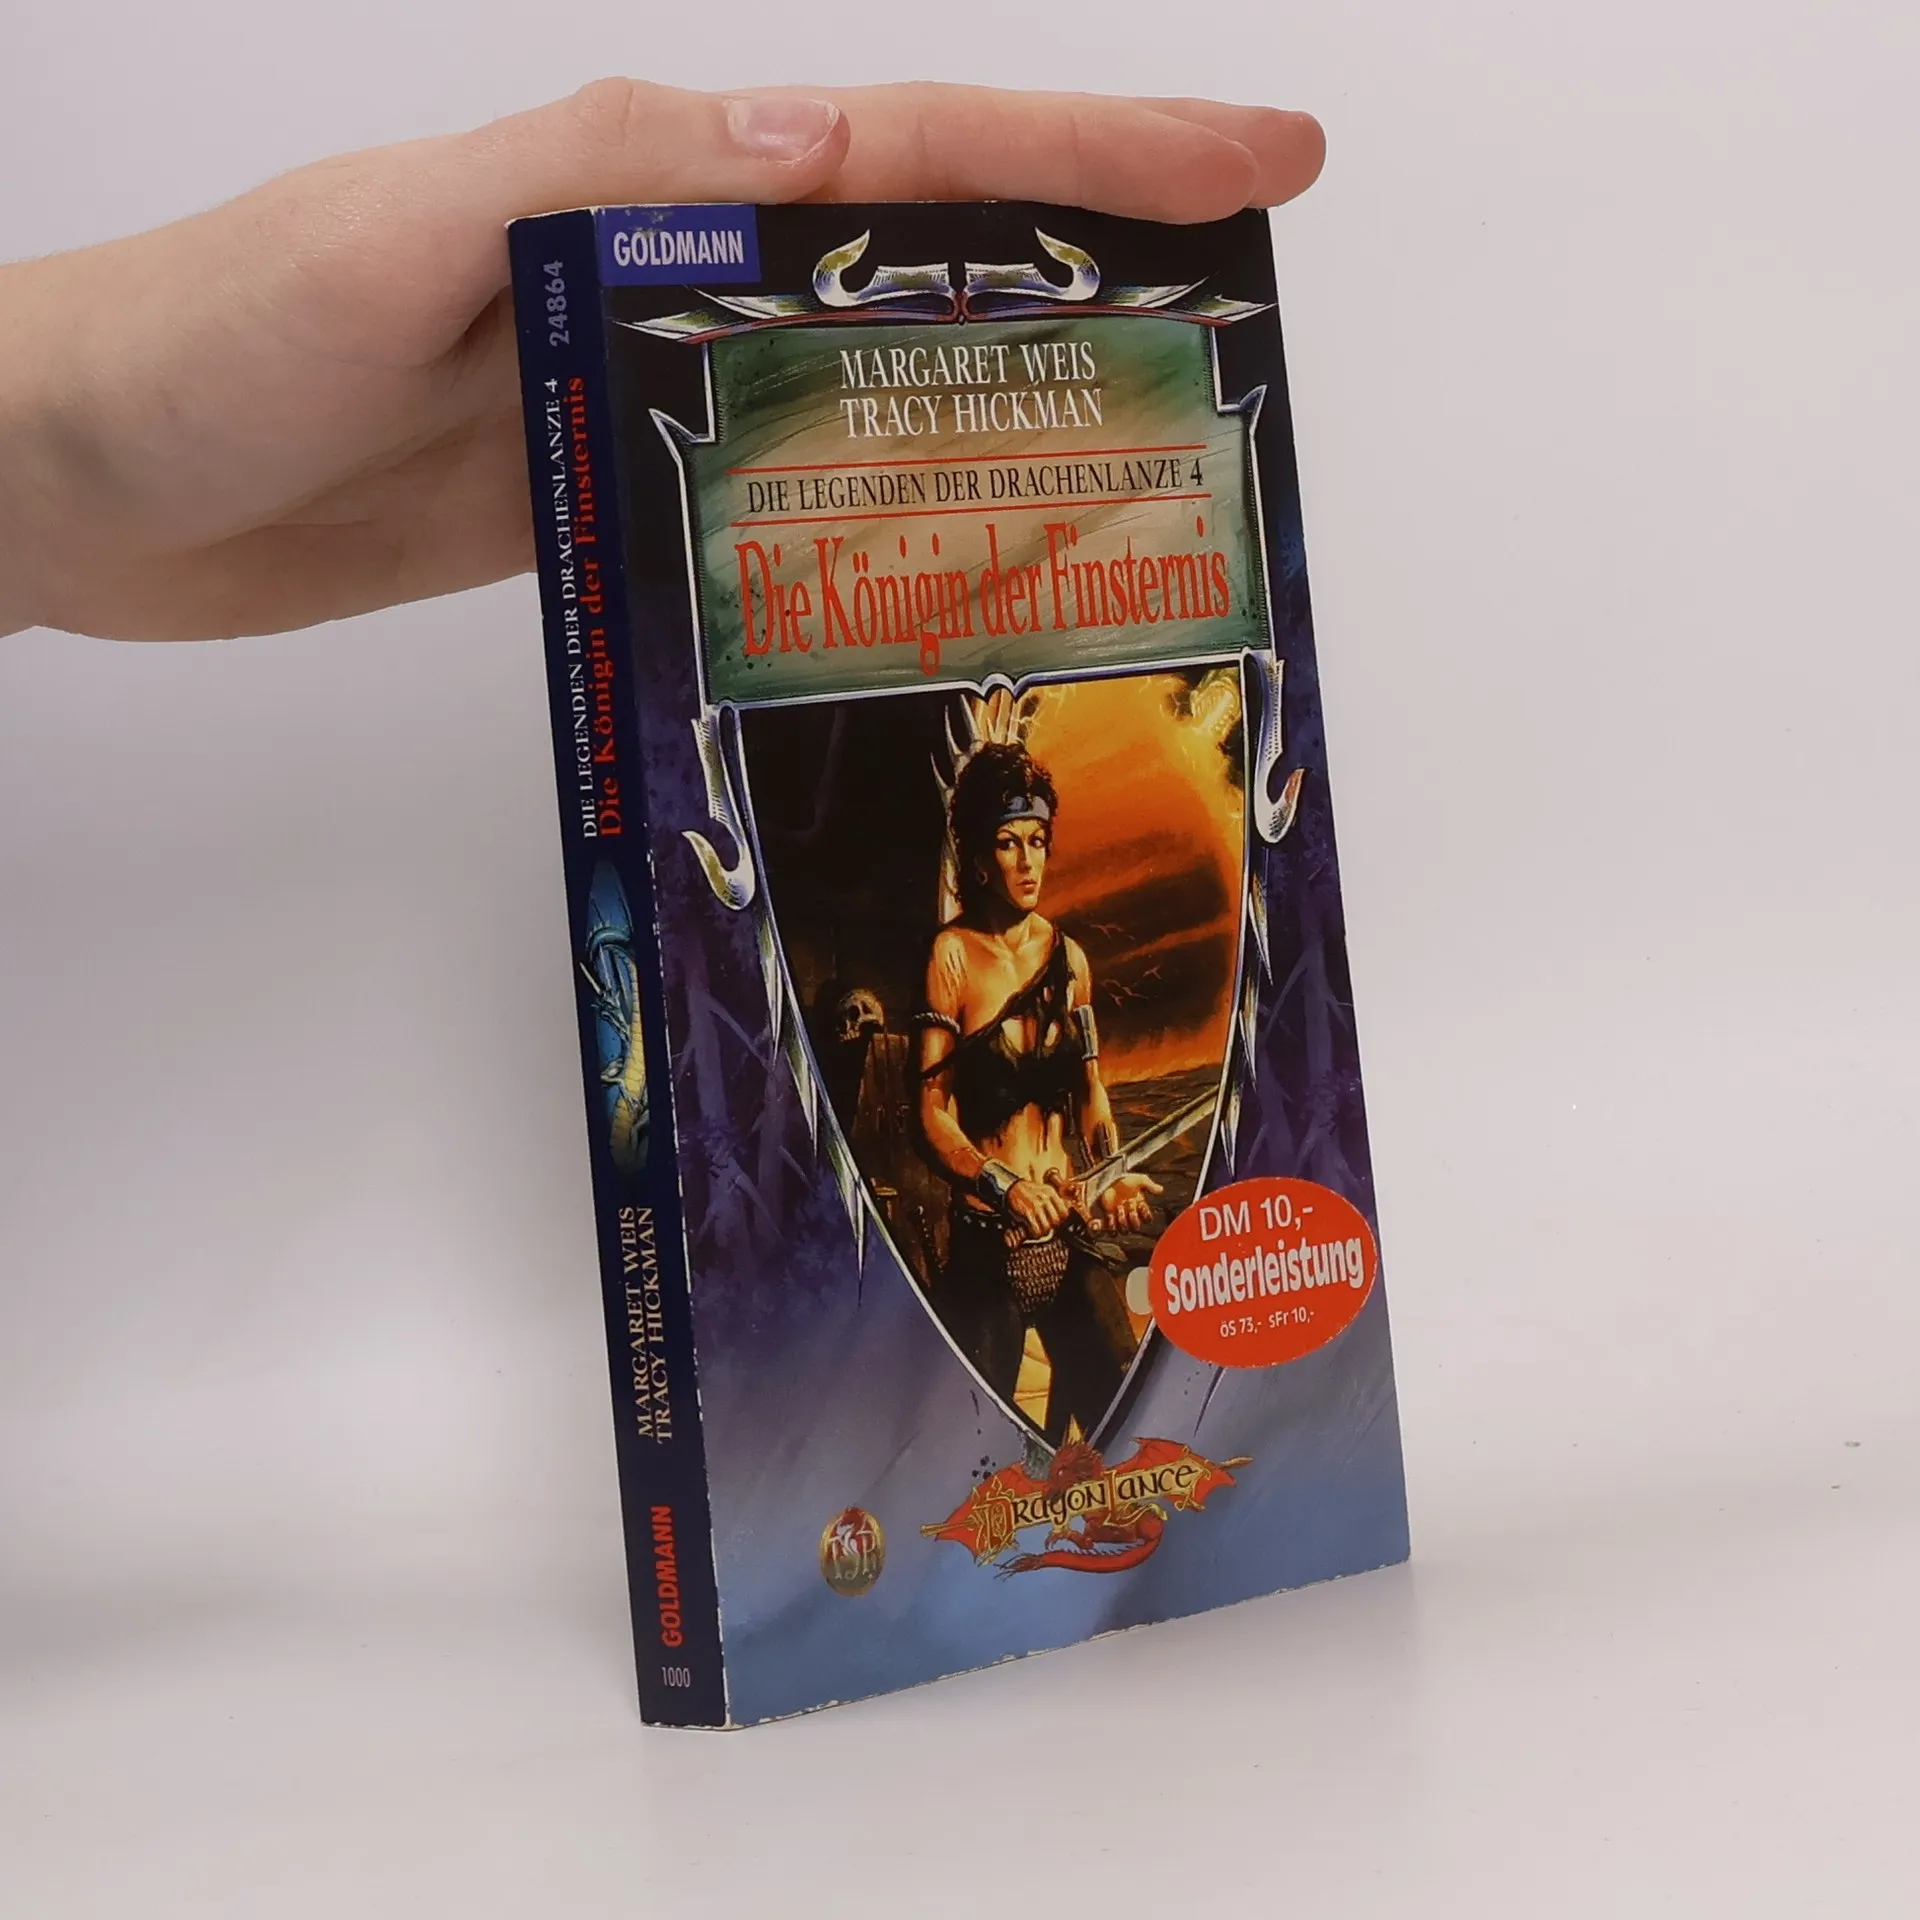 GOLDMANN
MARGARET WEIS
TRACY HICKMAN
DIE LEGENDEN DER DRACHENLANZE 4
Die Königin der Finsternis
DM 10,-
Sonderleistung
öS 73,- sFr 10,-
DRAGONLANCE
TSR
24864
DIE LEGENDEN DER DRACHENLANZE 4
Die Königin der Finsternis
MARGARET WEIS
TRACY HICKMAN
GOLDMANN
1000